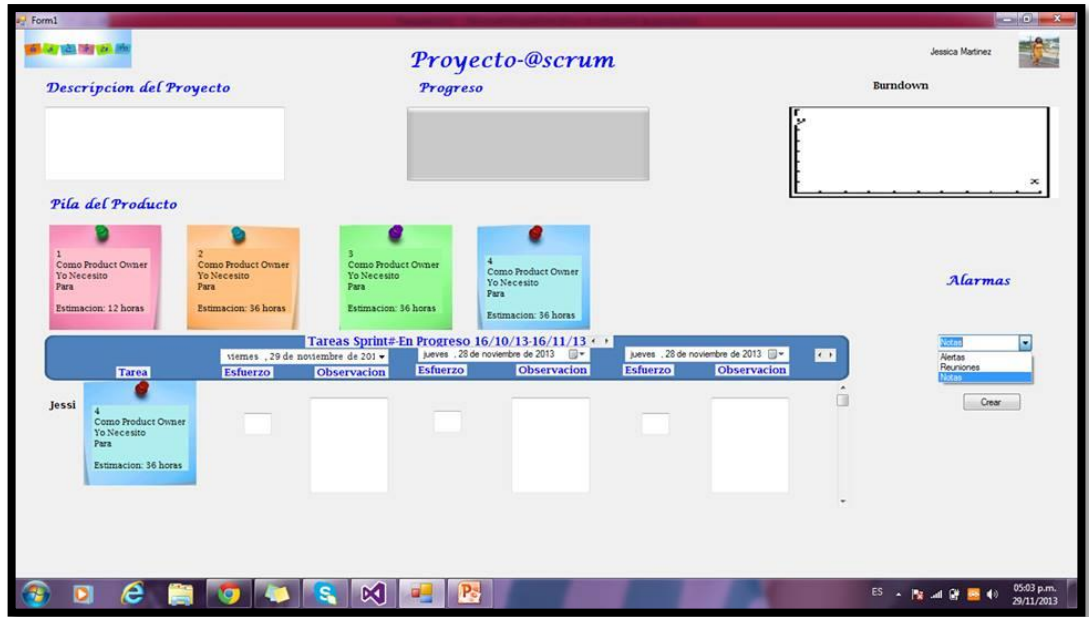 Form1
Proyecto-@scrum
Jessica Martinez
Descripcion del Proyecto
Progreso
Burndown
Pila del Producto
1
Como Product Owner
Yo Necesito
Para
Estimacion: 12 horas
2
Como Product Owner
Yo Necesito
Para
Estimacion: 36 horas
3
Como Product Owner
Yo Necesito
Para
Estimacion: 36 horas
4
Como Product Owner
Yo Necesito
Para
Estimacion: 36 horas
Alarmas
Tareas Sprint#-En Progreso 16/10/13-16/11/13
viernes , 29 de noviembre de 201
jueves , 28 de noviembre de 2013
jueves , 28 de noviembre de 2013
Tarea
Esfuerzo
Observacion
Esfuerzo
Observacion
Esfuerzo
Observacion
Notas
Alertas
Reuniones
Notas
Crear
Jessi
4
Como Product Owner
Yo Necesito
Para
Estimacion: 36 horas
ES
05:03 p.m.
29/11/2013